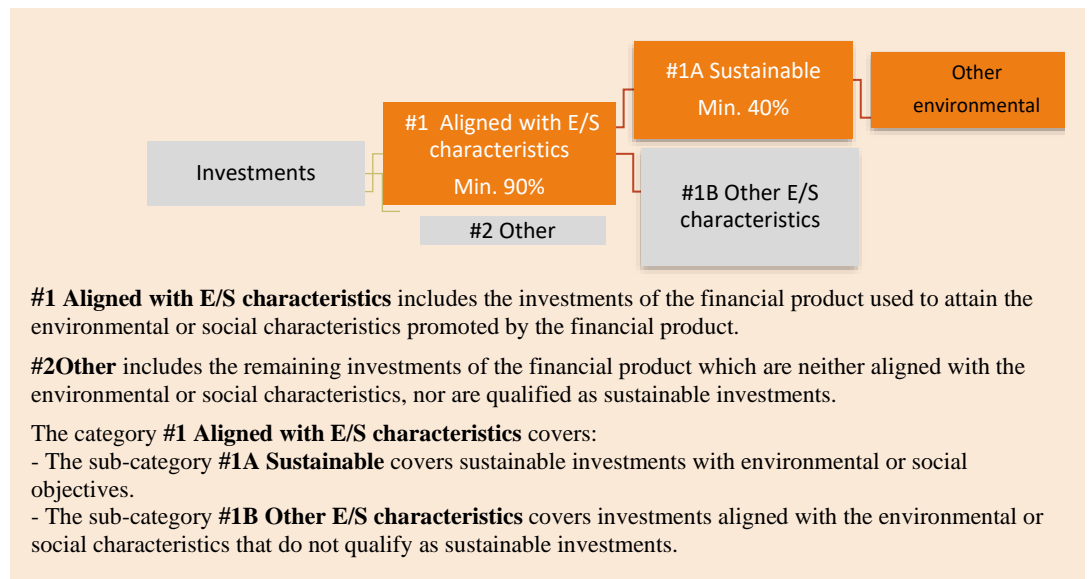 Investments
#1 Aligned with E/S
characteristics
Min. 90%
#2 Other
#1A Sustainable
Min. 40%
#1B Other E/S
characteristics
Other
environmental
#1 Aligned with E/S characteristics includes the investments of the financial product used to attain the
environmental or social characteristics promoted by the financial product.
#2Other includes the remaining investments of the financial product which are neither aligned with the
environmental or social characteristics, nor are qualified as sustainable investments.
The category #1 Aligned with E/S characteristics covers:
- The sub-category #1A Sustainable covers sustainable investments with environmental or social
objectives.
- The sub-category #1B Other E/S characteristics covers investments aligned with the environmental or
social characteristics that do not qualify as sustainable investments.